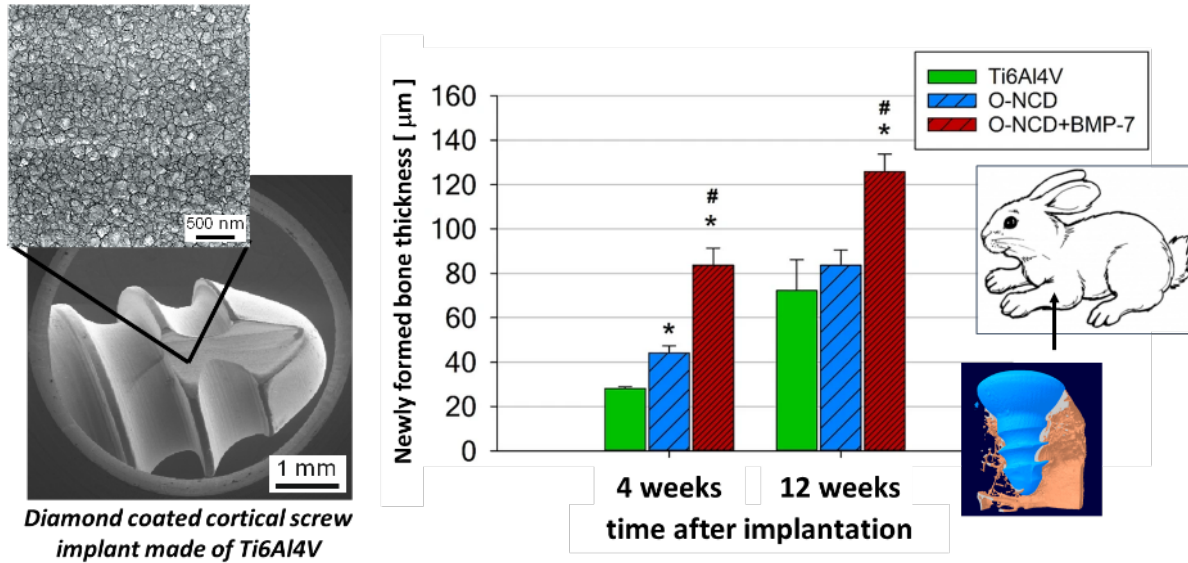 500 nm
1 mm
Diamond coated cortical screw
implant made of Ti6Al4V
Newly formed bone thickness [ µm ]
160
140
120
100
80
60
40
20
0
*
#
*
#
*
4 weeks
12 weeks
time after implantation
Ti6Al4V
O-NCD
O-NCD+BMP-7